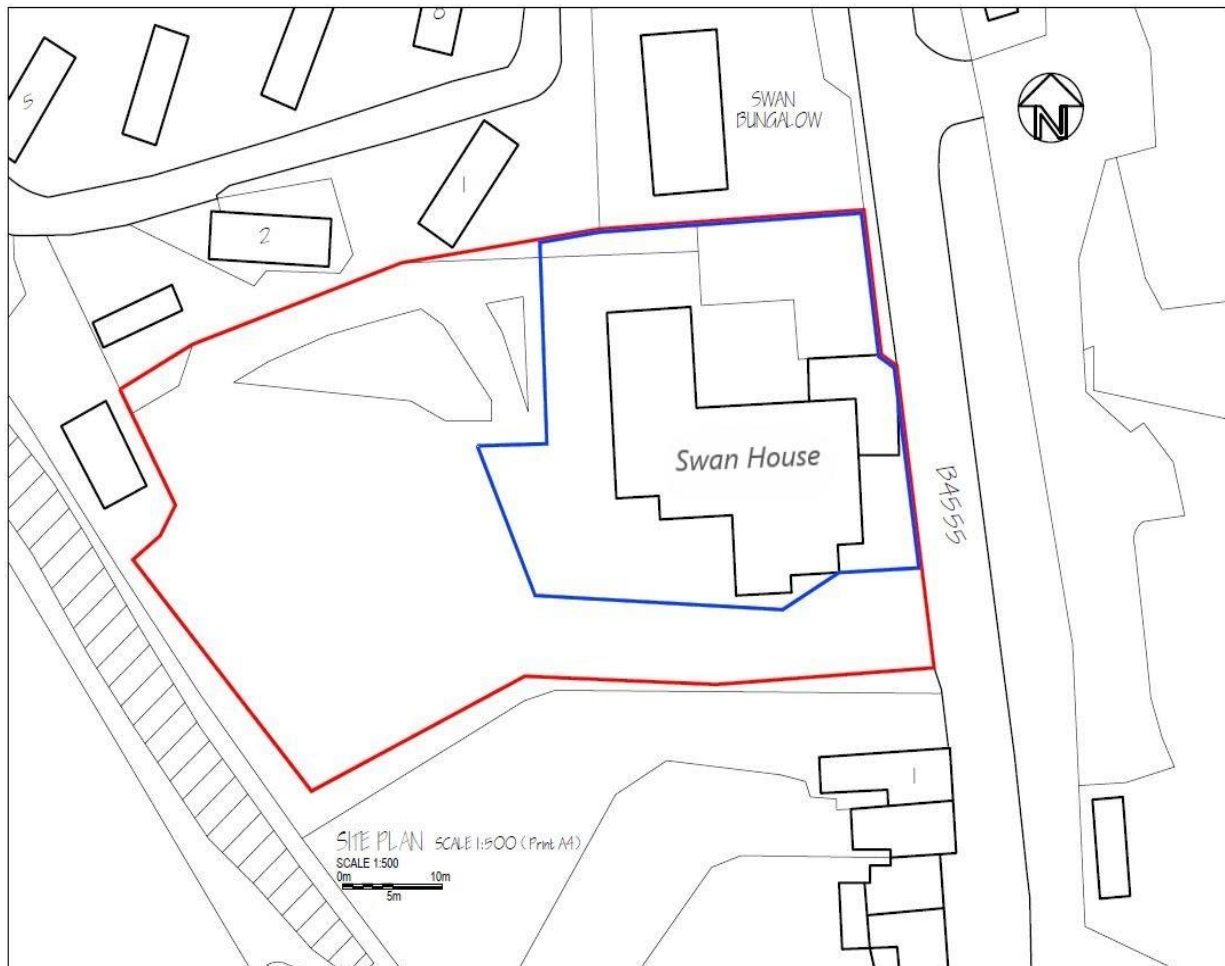 5
6
SWAN
BUNGALOW
N
1
2
Swan House
B4555
1
SITE PLAN SCALE 1:500 (Print A4)
SCALE 1:500
0m 10m
5m